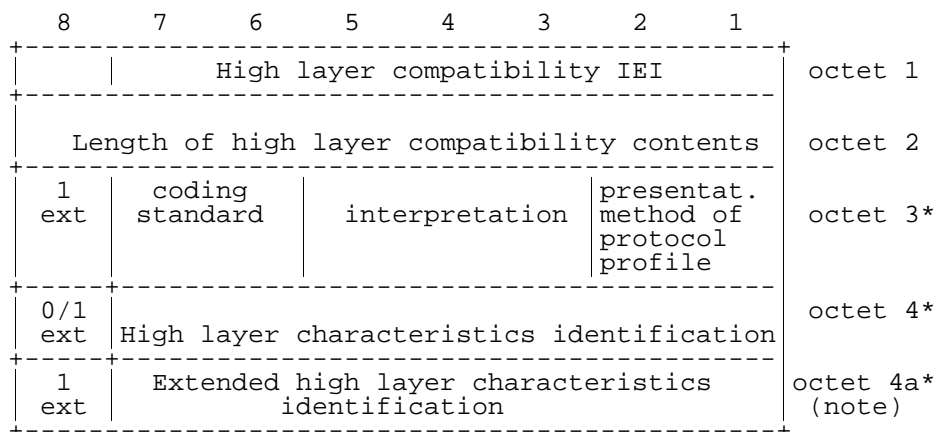 8 7 6 5 4 3 2 1
High layer compatibility IEI octet 1
Length of high layer compatibility contents octet 2
1 coding presentat.
ext standard interpretation method of octet 3*
protocol
profile
0/1 octet 4*
ext High layer characteristics identification
1 Extended high layer characteristics octet 4a*
ext identification (note)